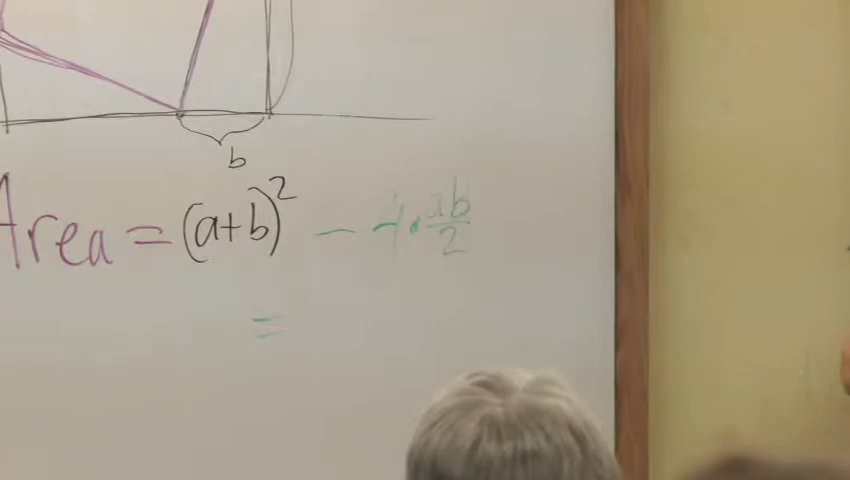 b
Area = (a+b)² - 4·ab/2
=